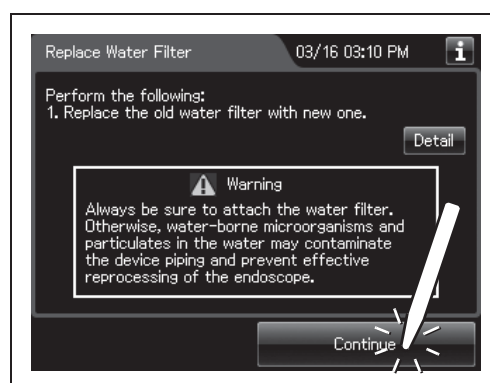 Replace Water Filter
03/16 03:10 PM
i
Perform the following:
1. Replace the old water filter with new one.
Detail
Warning
Always be sure to attach the water filter.
Otherwise, water-borne microorganisms and
particulates in the water may contaminate
the device piping and prevent effective
reprocessing of the endoscope.
Continue